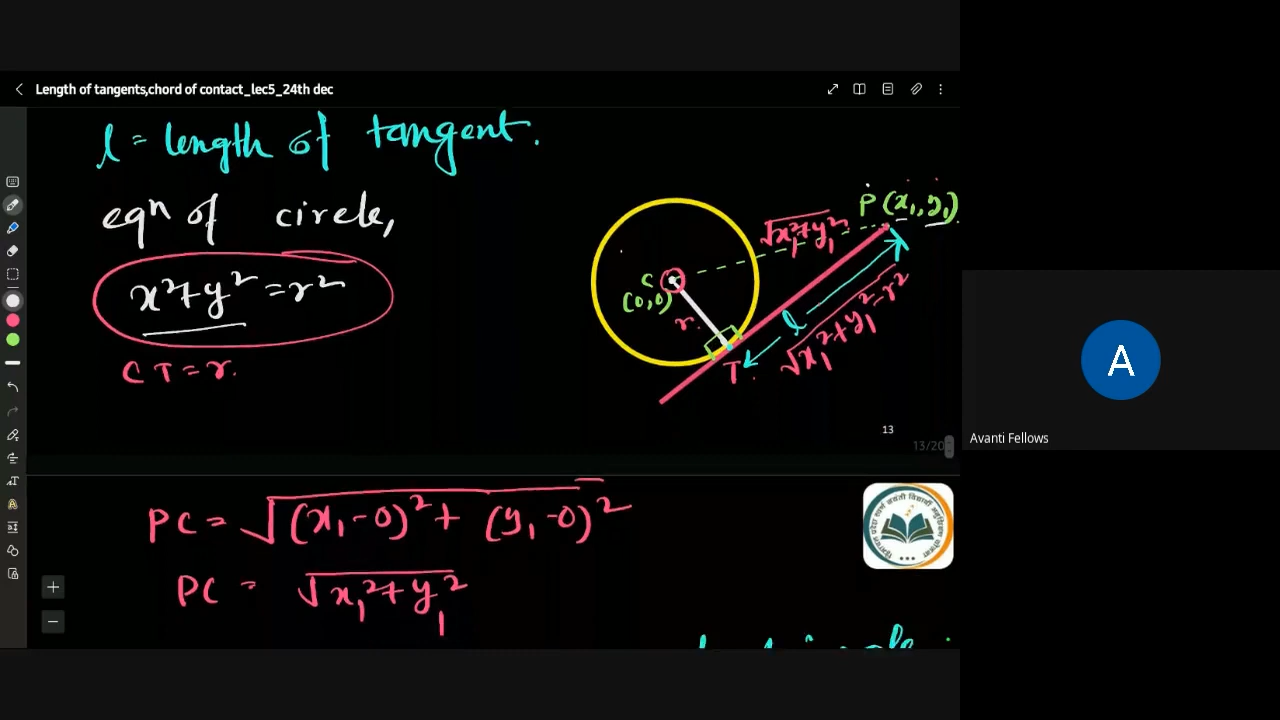 Length of tangents,chord of contact_lec5_24th dec
l = length of tangent.
eqⁿ of circle,
x²+y² = r²
CT = r.
P (x₁, y₁)
√x₁²+y₁²
C
(0,0)
r.
l
√x₁²+y₁²-r²
T.
13
13/20
PC = √(x₁-0)² + (y₁-0)²
PC = √x₁²+y₁²
A
Avanti Fellows